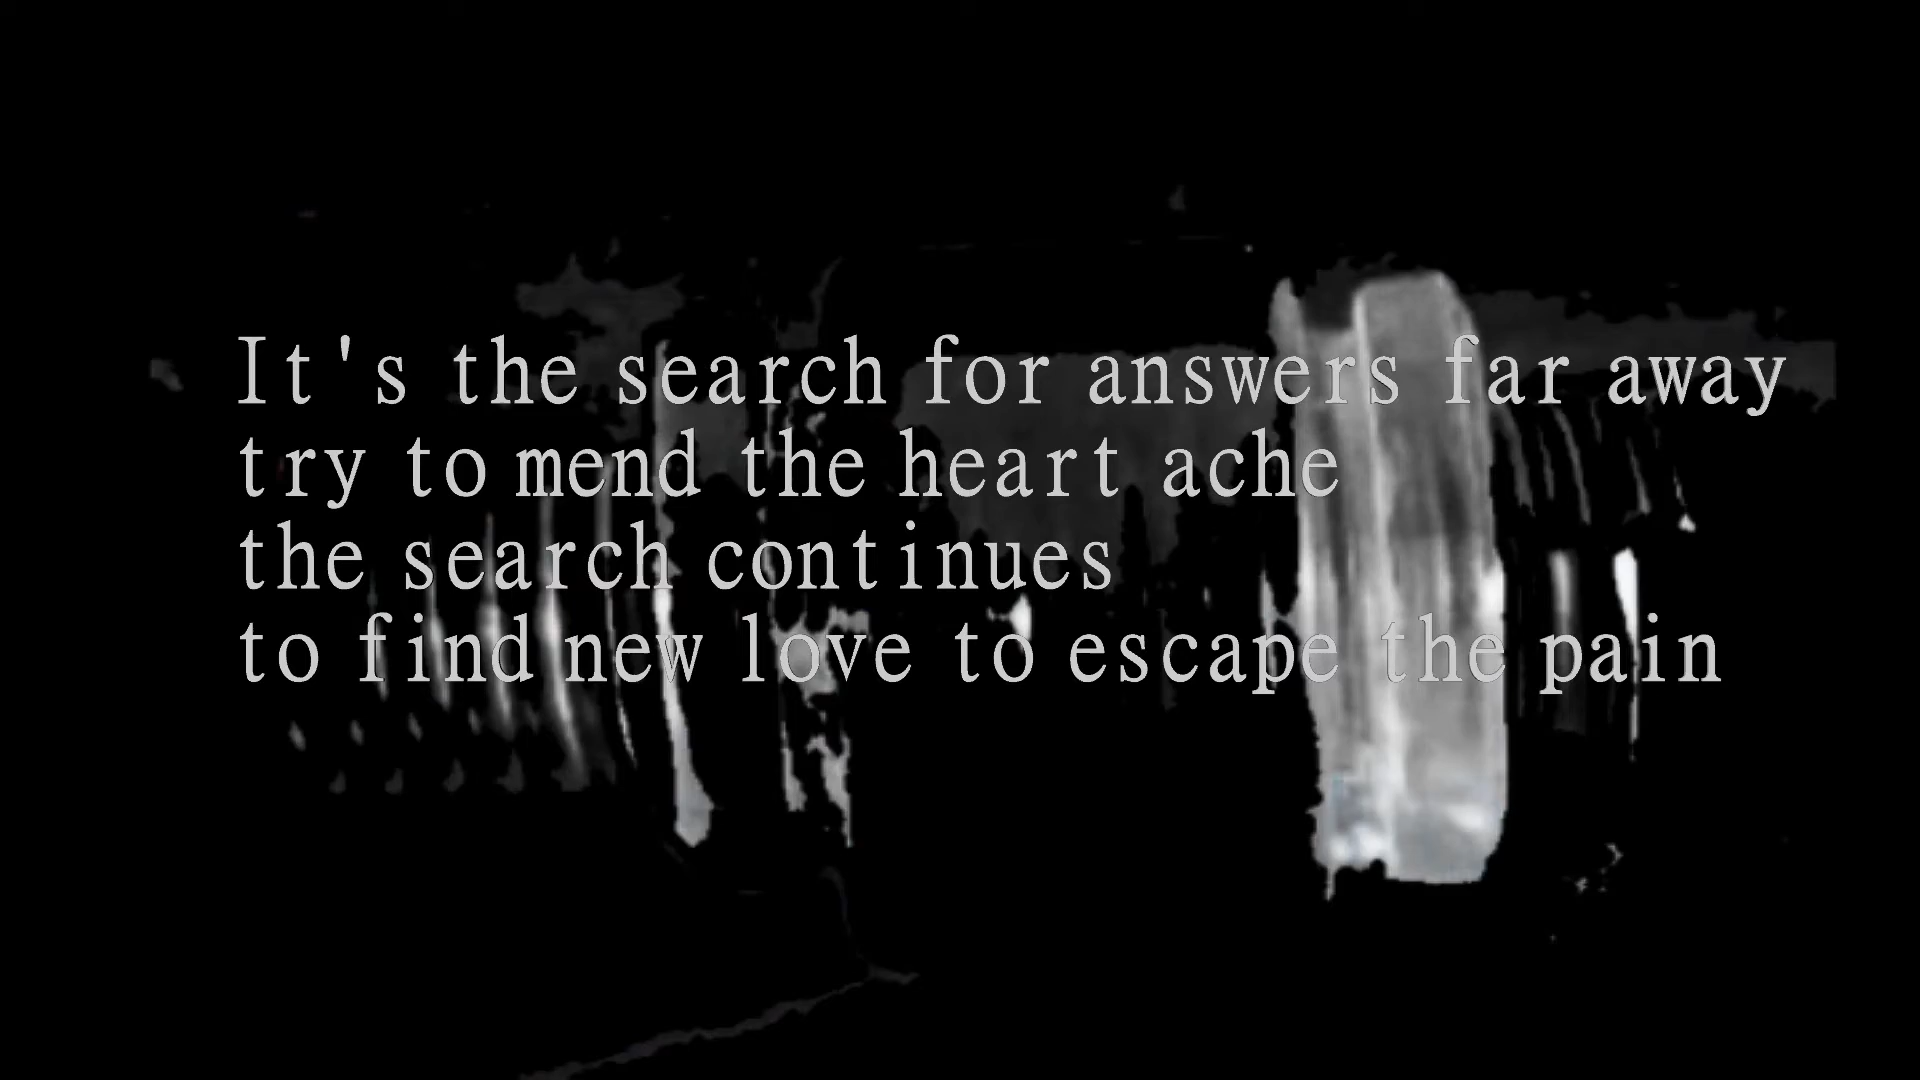 It's the search for answers far away
try to mend the heart ache
the search continues
to find new love to escape the pain